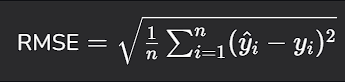 RMSE = √(1/n ∑ᵢ₌₁ⁿ (ŷᵢ − yᵢ)²)